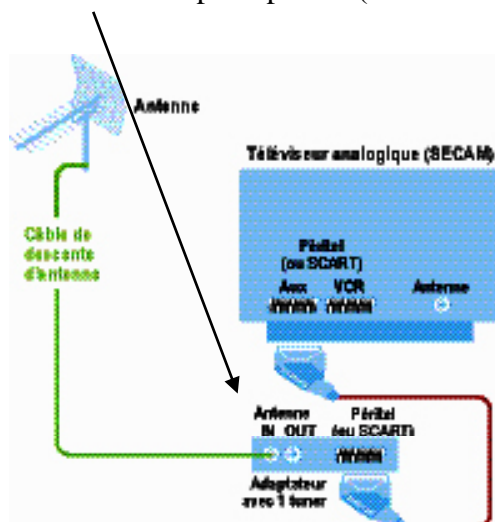 Antenne
Téléviseur analogique (SECAM)
Câble de
descente
d'antenne
Péritel
(ou SCART)
Aux VCR Antenne
Antenne Péritel
IN OUT (ou SCART)
Adaptateur
avec 1 tuner